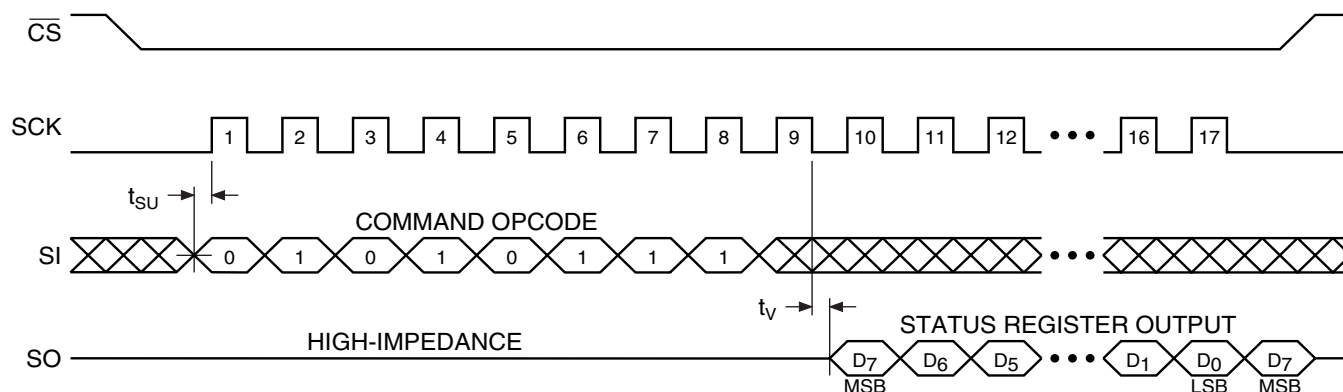 CS
SCK 1 2 3 4 5 6 7 8 9 10 11 12 ••• 16 17
tSU
COMMAND OPCODE
SI 0 1 0 1 0 1 1 1 •••
tV
HIGH-IMPEDANCE STATUS REGISTER OUTPUT
SO D7 D6 D5 ••• D1 D0 D7
MSB LSB MSB